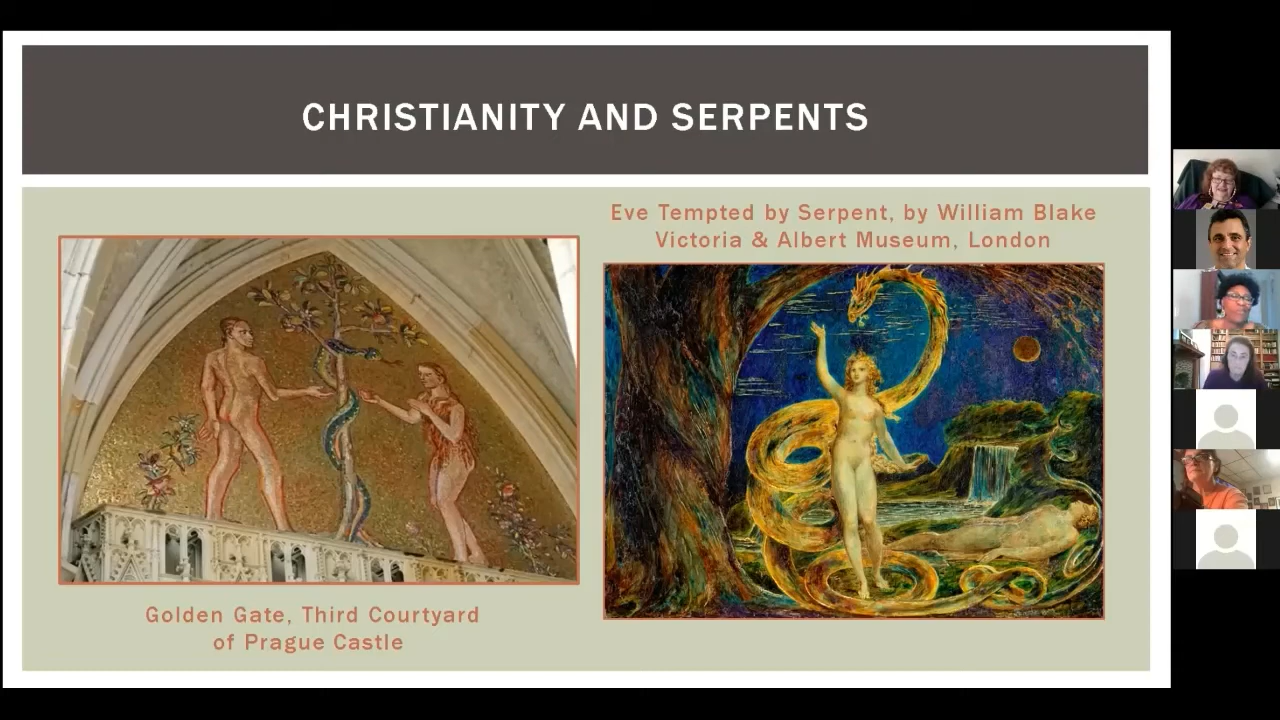 CHRISTIANITY AND SERPENTS
Eve Tempted by Serpent, by William Blake
Victoria & Albert Museum, London
Golden Gate, Third Courtyard
of Prague Castle